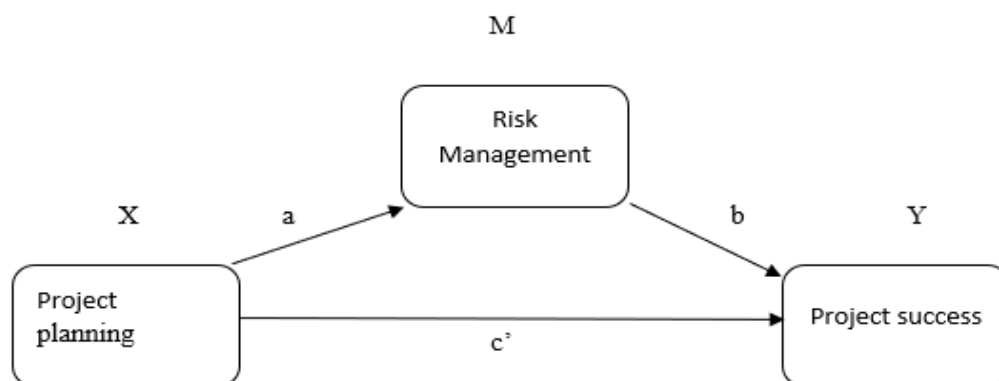 M
Risk
Management
X
a
b
Y
Project
planning
Project success
c’